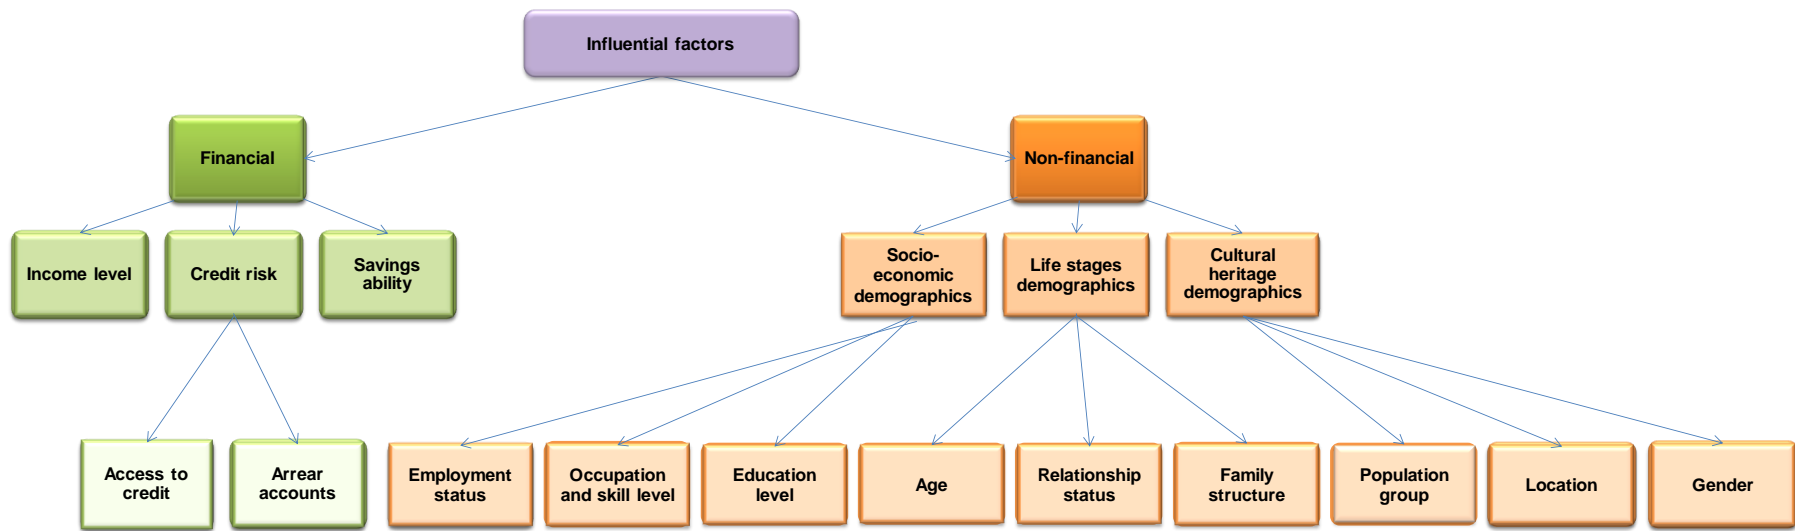 Influential factors
Financial
Non-financial
Income level
Credit risk
Savings
ability
Socio-
economic
demographics
Life stages
demographics
Cultural
heritage
demographics
Access to
credit
Arrear
accounts
Employment
status
Occupation
and skill level
Education
level
Age
Relationship
status
Family
structure
Population
group
Location
Gender